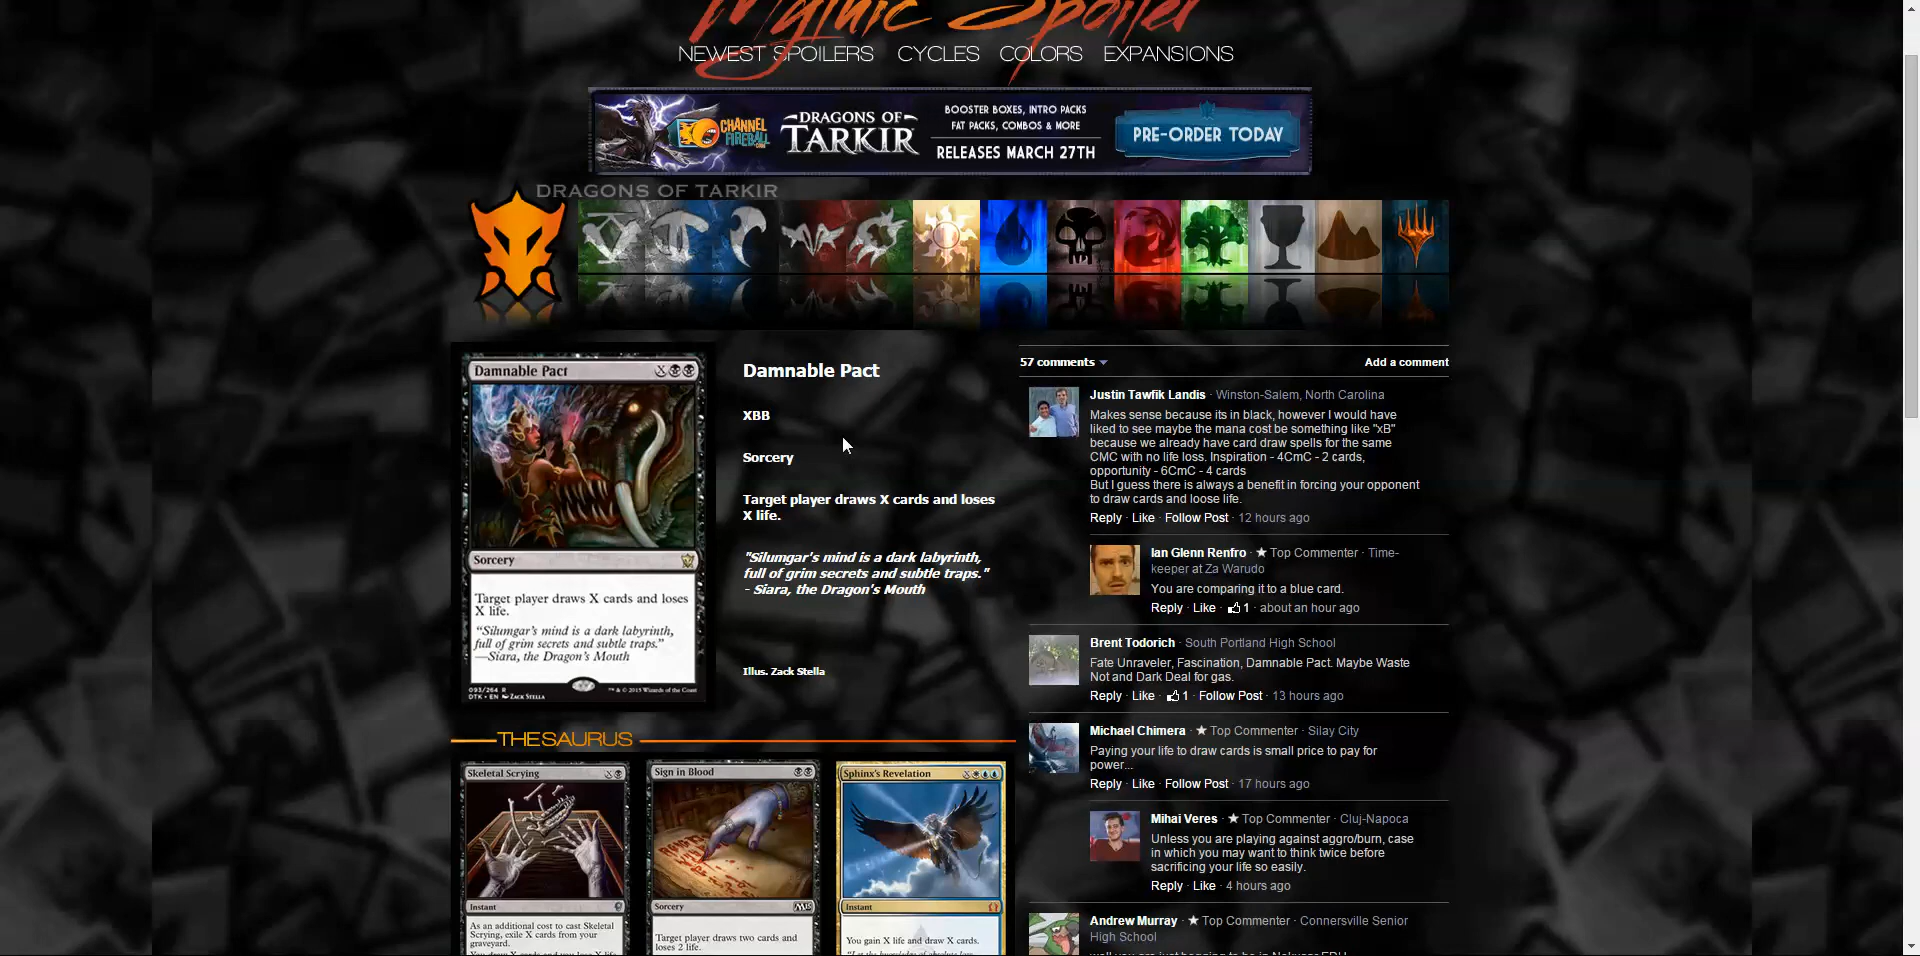 Mythic Spoiler
NEWEST SPOILERS CYCLES COLORS EXPANSIONS
CHANNEL
FIREBALL
.COM
DRAGONS OF
TARKIR
BOOSTER BOXES, INTRO PACKS
FAT PACKS, COMBOS & MORE
RELEASES MARCH 27TH
PRE-ORDER TODAY
DRAGONS OF TARKIR
Damnable Pact X
Sorcery
Target player draws X cards and loses
X life.
“Silumgar's mind is a dark labyrinth,
full of grim secrets and subtle traps.”
—Siara, the Dragon's Mouth
093/264 R
DTK • EN ZACK STELLA
™ & © 2015 Wizards of the Coast
Damnable Pact
XBB
Sorcery
Target player draws X cards and loses
X life.
"Silumgar's mind is a dark labyrinth,
full of grim secrets and subtle traps."
- Siara, the Dragon's Mouth
Illus. Zack Stella
THESAURUS
Skeletal Scrying X
Instant
As an additional cost to cast Skeletal
Scrying, exile X cards from your
graveyard.
Sign in Blood
Sorcery
M15
Target player draws two cards and
loses 2 life.
Sphinx's Revelation X
Instant
You gain X life and draw X cards.
57 comments
Add a comment
Justin Tawfik Landis · Winston-Salem, North Carolina
Makes sense because its in black, however I would have
liked to see maybe the mana cost be something like "xB"
because we already have card draw spells for the same
CMC with no life loss. Inspiration - 4CmC - 2 cards,
opportunity - 6CmC - 4 cards
But I guess there is always a benefit in forcing your opponent
to draw cards and loose life.
Reply · Like · Follow Post · 12 hours ago
Ian Glenn Renfro · ★ Top Commenter · Time-
keeper at Za Warudo
You are comparing it to a blue card.
Reply · Like · 1 · about an hour ago
Brent Todorich · South Portland High School
Fate Unraveler, Fascination, Damnable Pact. Maybe Waste
Not and Dark Deal for gas.
Reply · Like · 1 · Follow Post · 13 hours ago
Michael Chimera · ★ Top Commenter · Silay City
Paying your life to draw cards is small price to pay for
power...
Reply · Like · Follow Post · 17 hours ago
Mihai Veres · ★ Top Commenter · Cluj-Napoca
Unless you are playing against aggro/burn, case
in which you may want to think twice before
sacrificing your life so easily.
Reply · Like · 4 hours ago
Andrew Murray · ★ Top Commenter · Connersville Senior
High School